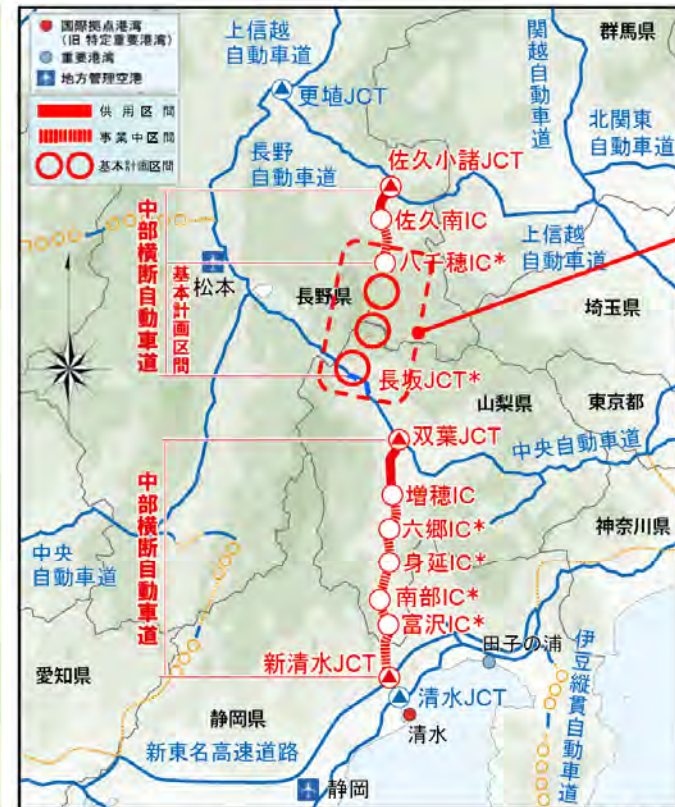 国際拠点港湾
(旧 特定重要港湾)
重要港湾
地方管理空港
供用区間
事業中区間
基本計画区間
上信越
自動車道
関越自動車道
群馬県
更埴JCT
北関東
自動車道
長野
自動車道
佐久小諸JCT
佐久南IC
上信越
自動車道
八千穂IC*
中部横断自動車道
基本計画区間
松本
長野県
埼玉県
長坂JCT*
山梨県
東京都
双葉JCT
中央自動車道
増穂IC
中部横断自動車道
六郷IC*
神奈川県
中央
自動車道
身延IC*
南部IC*
富沢IC*
田子の浦
新清水JCT
伊豆縦貫自動車道
愛知県
清水JCT
静岡県
清水
新東名高速道路
静岡